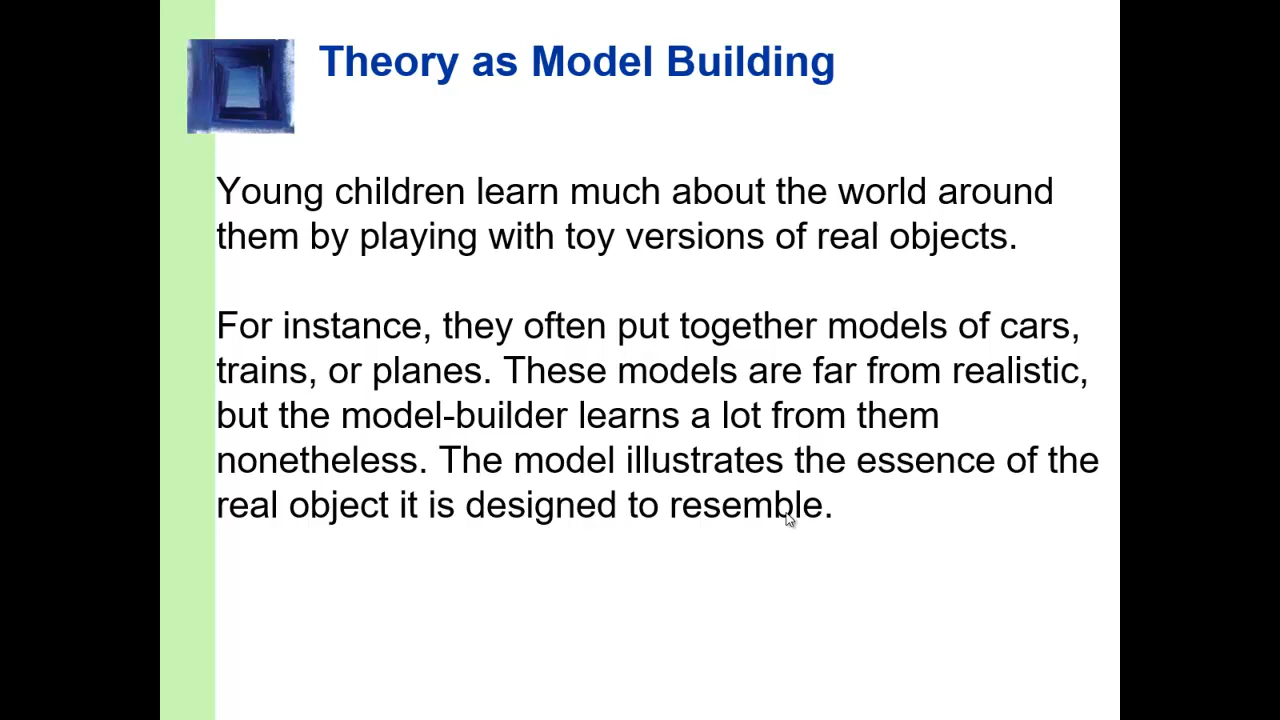 Theory as Model Building
Young children learn much about the world around
them by playing with toy versions of real objects.
For instance, they often put together models of cars,
trains, or planes. These models are far from realistic,
but the model-builder learns a lot from them
nonetheless. The model illustrates the essence of the
real object it is designed to resemble.